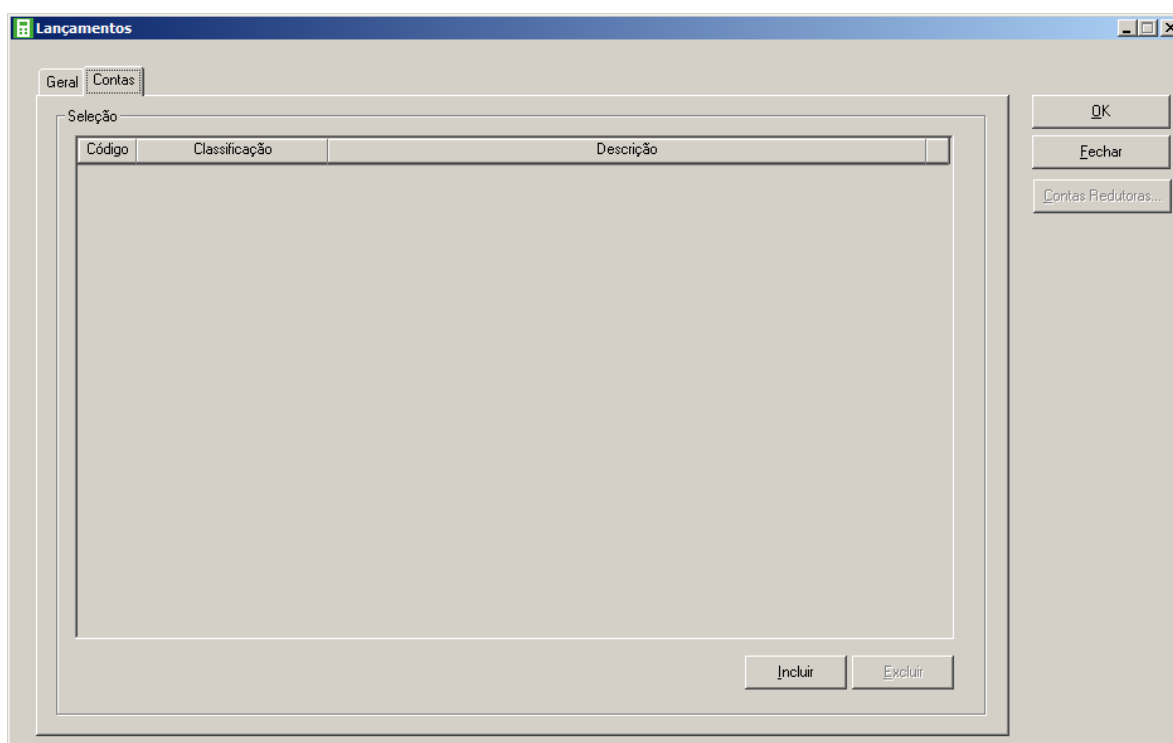 Lançamentos
Geral Contas
Seleção
Código Classificação Descrição
OK
Fechar
Contas Redutoras...
Incluir Excluir